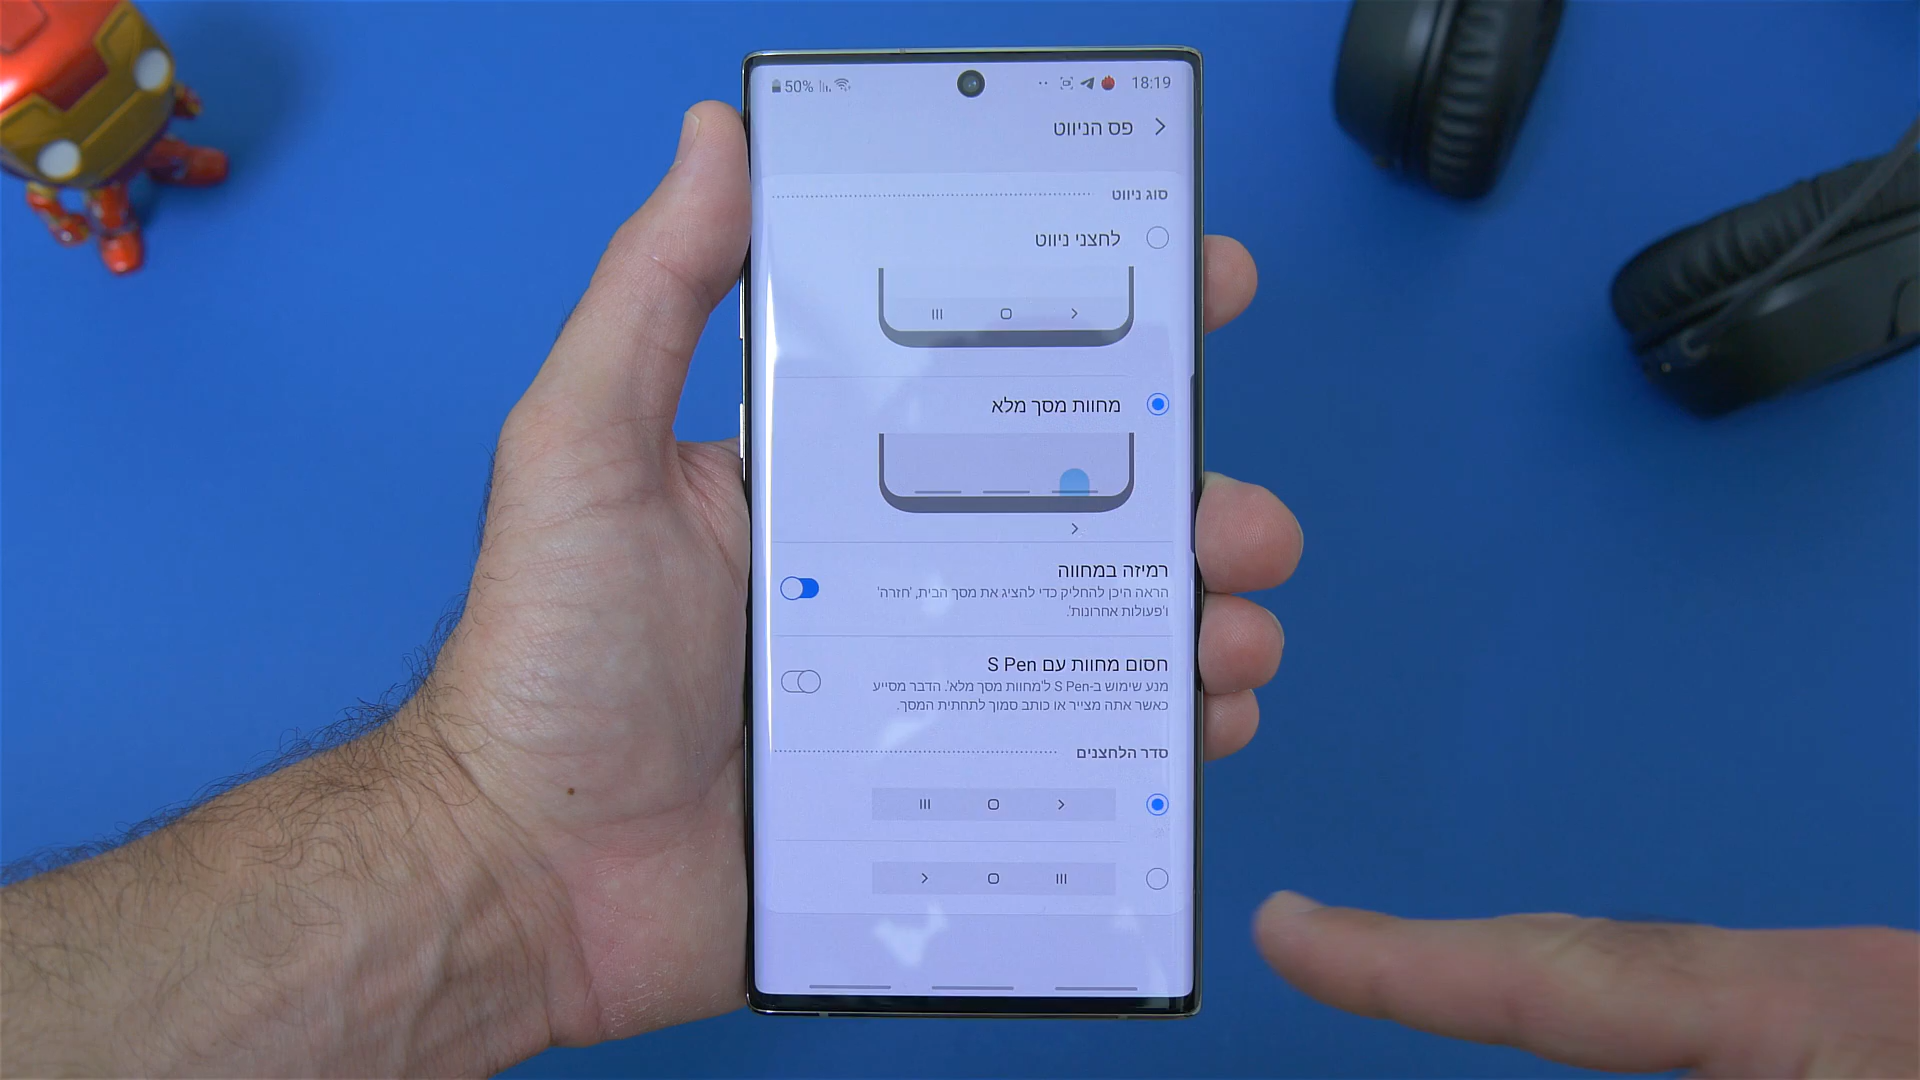 50% 18:19
פס הניווט
סוג ניווט
לחצני ניווט
מחוות מסך מלא
רמיזה במחווה
הראה היכן להחליק כדי להציג את מסך הבית, 'חזרה'
ו'פעולות אחרונות'.
חסום מחוות עם S Pen
מנע שימוש ב-S Pen ל'מחוות מסך מלא'. הדבר מסייע
כאשר אתה מצייר או כותב סמוך לתחתית המסך.
סדר הלחצנים